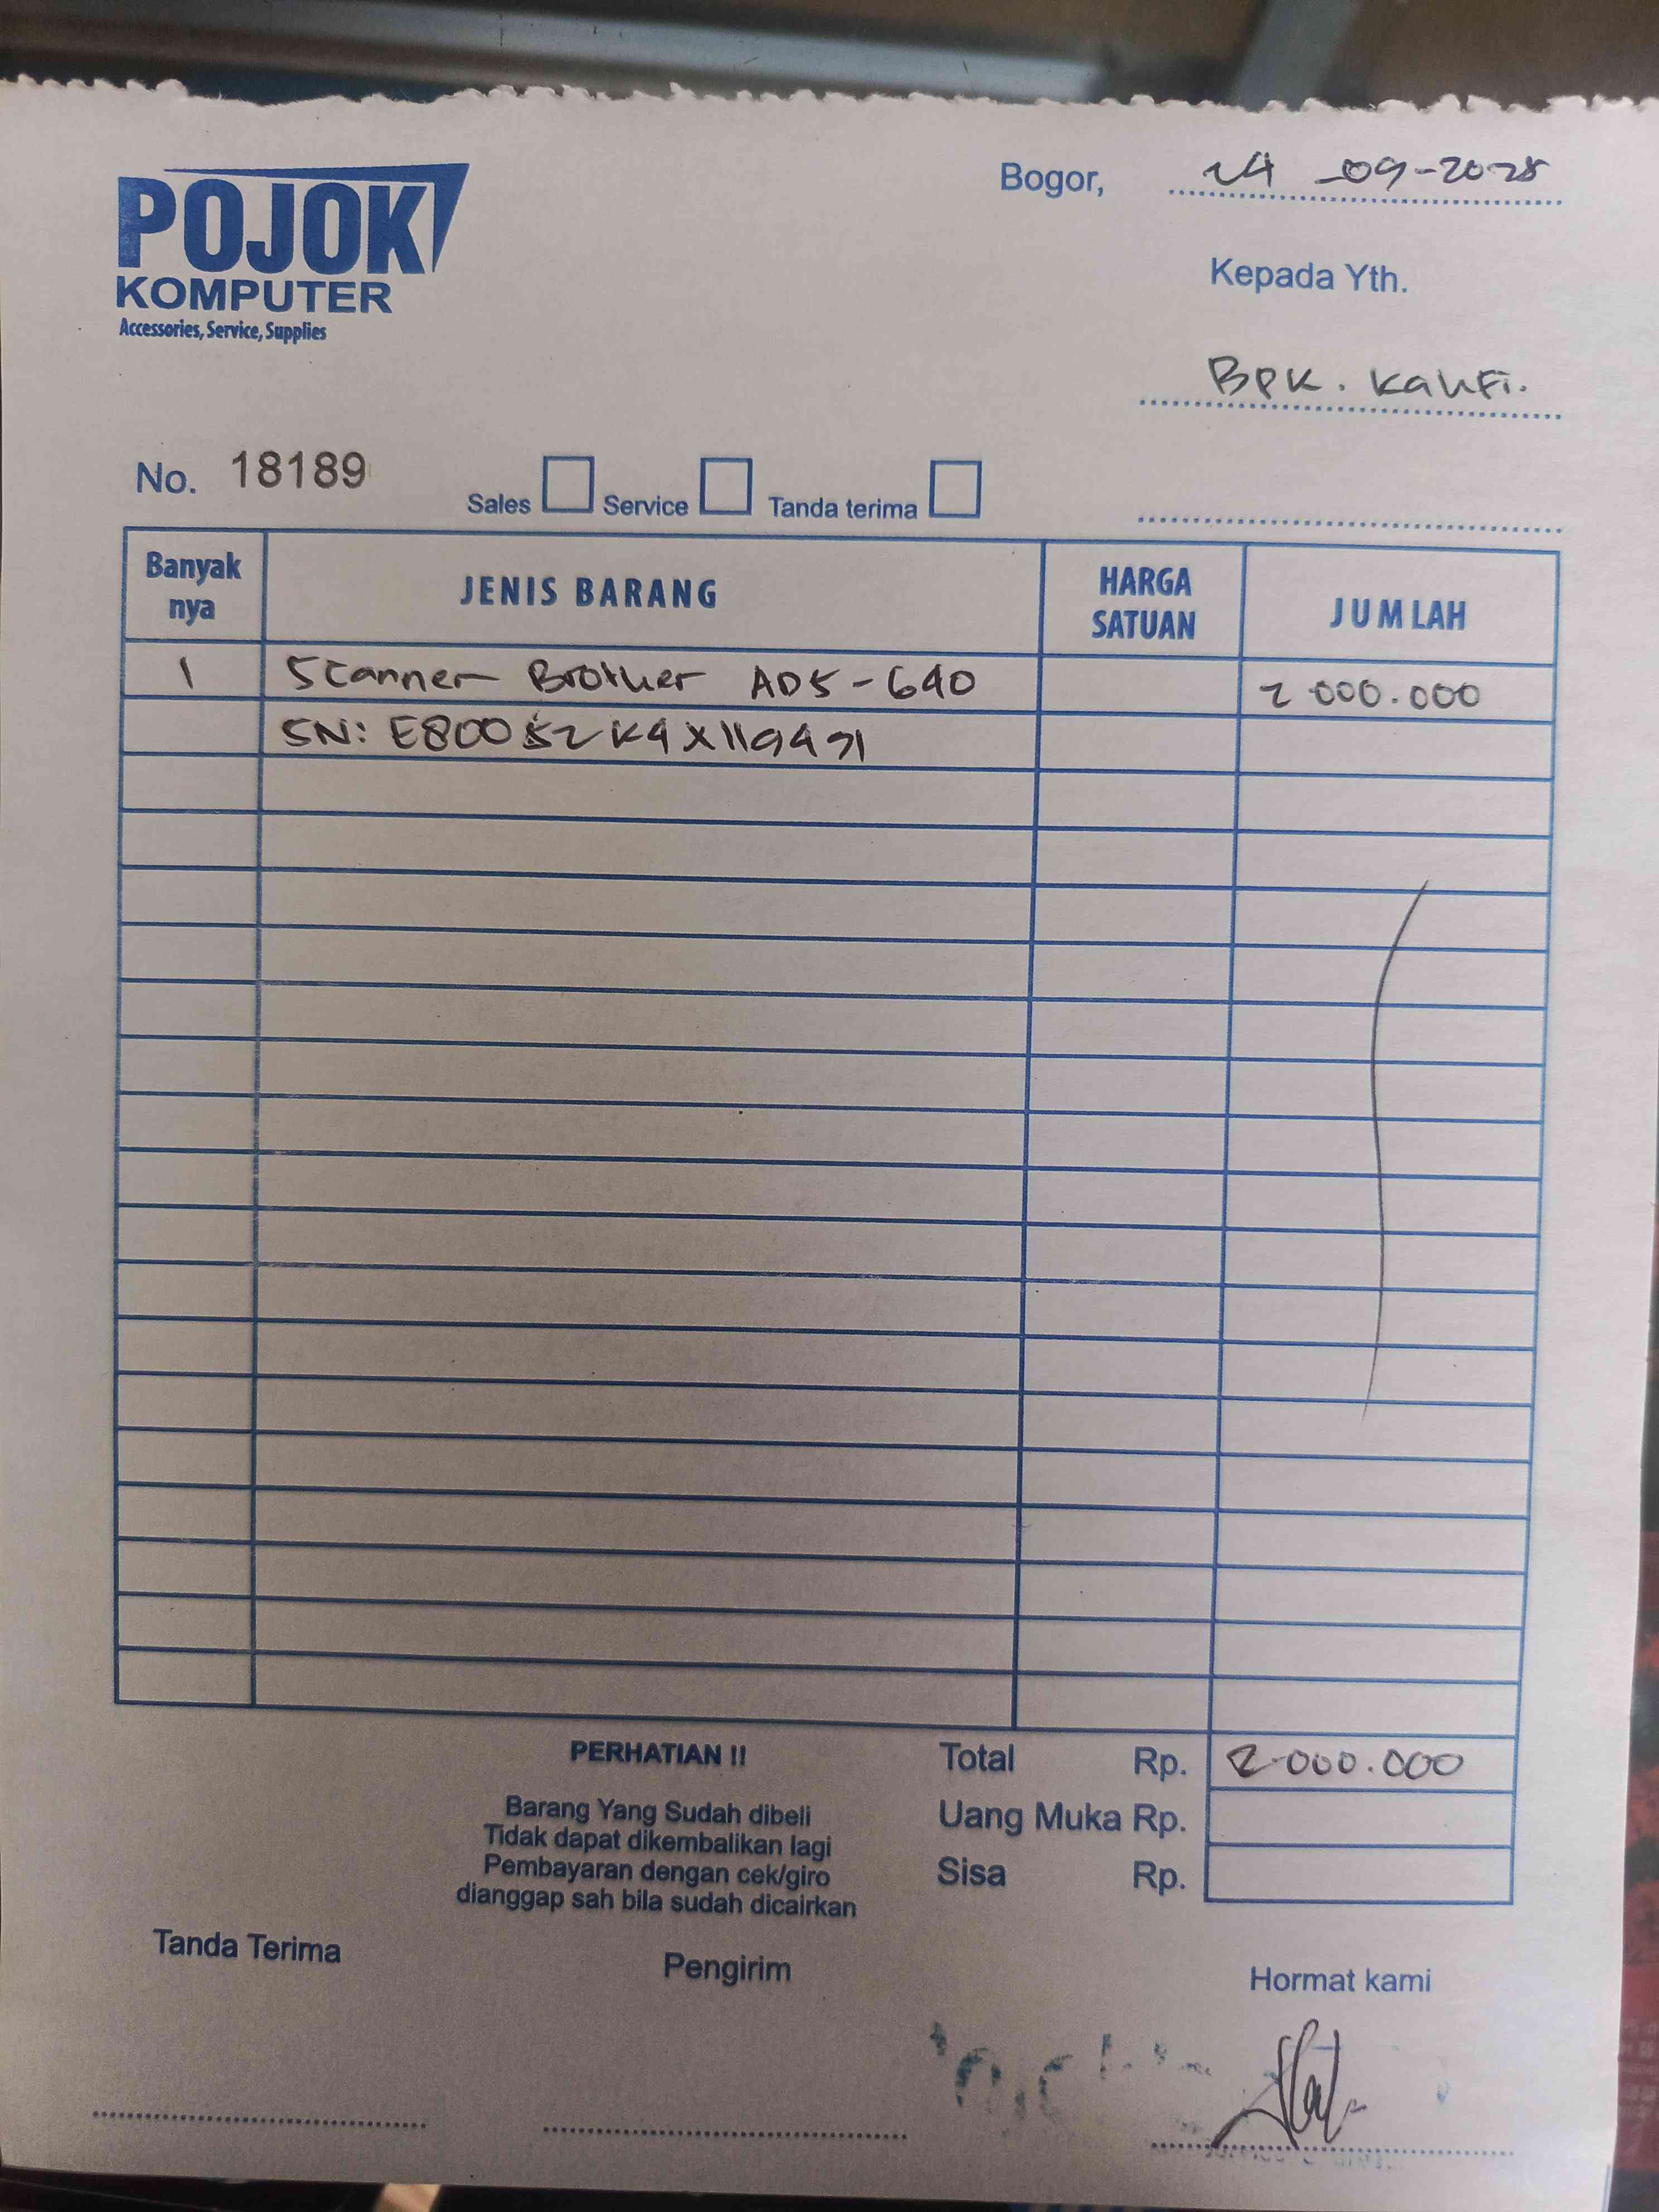 POJOK
KOMPUTER
Accessories, Service, Supplies
Bogor, 24 -09-2025
Kepada Yth.
BPK. Kahfi.
No. 18189
Sales Service Tanda terima
Banyak nya JENIS BARANG HARGA SATUAN JUMLAH
1 Scanner Brother ADS-640 2 000.000
SN:
PERHATIAN !!
Barang Yang Sudah dibeli
Tidak dapat dikembalikan lagi
Pembayaran dengan cek/giro
dianggap sah bila sudah dicairkan
Total Rp. 2.000.000
Uang Muka Rp.
Sisa Rp.
Tanda Terima
Pengirim
Hormat kami